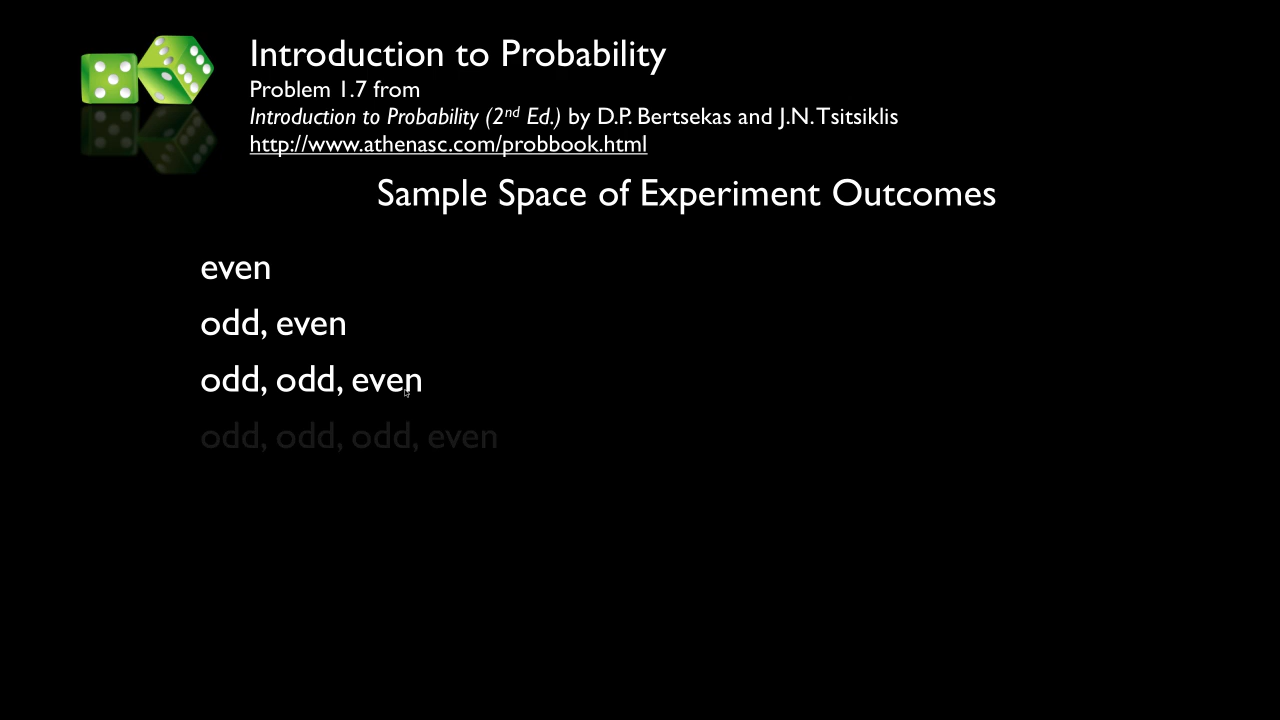 Introduction to Probability
Problem 1.7 from
Introduction to Probability (2nd Ed.) by D.P. Bertsekas and J.N. Tsitsiklis
http://www.athenasc.com/probbook.html
Sample Space of Experiment Outcomes
even
odd, even
odd, odd, even
odd, odd, odd, even